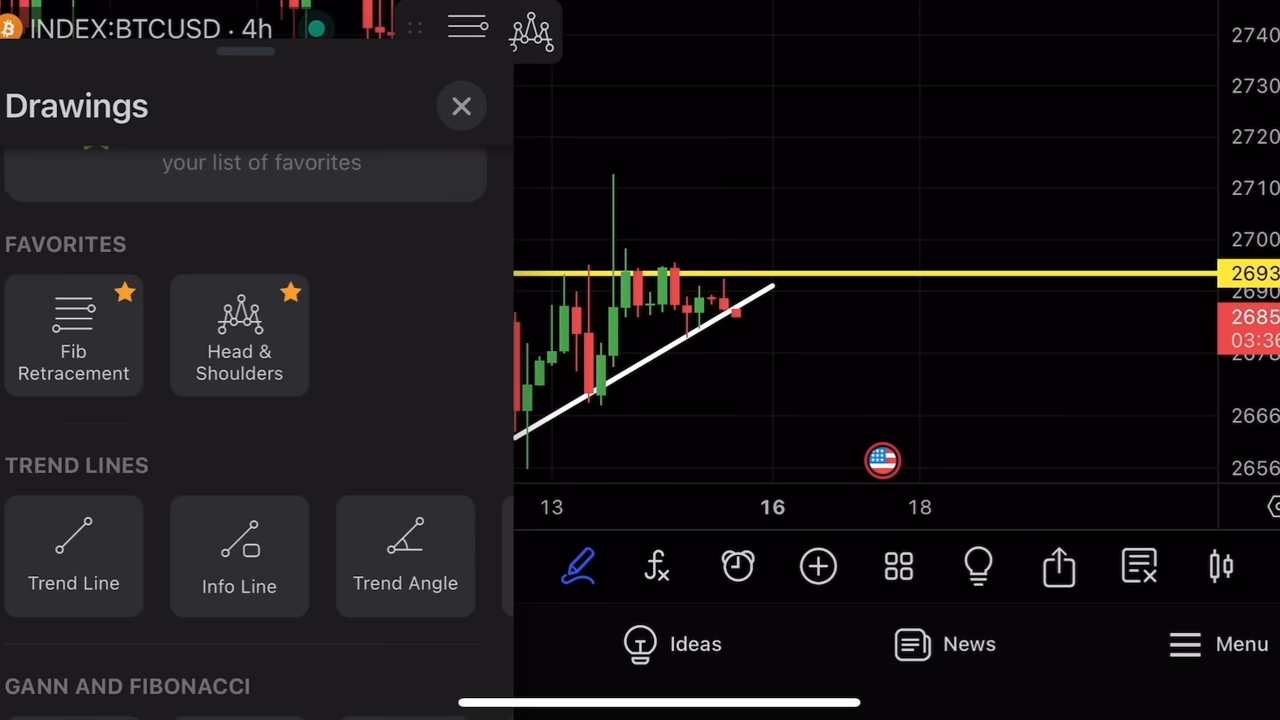 INDEX:BTCUSD · 4h
Drawings
your list of favorites
FAVORITES
Fib
Retracement
Head &
Shoulders
TREND LINES
Trend Line
Info Line
Trend Angle
GANN AND FIBONACCI
2740
2730
2720
2710
2700
2693
2690
2685
03:36
2678
2666
2656
13
16
18
Ideas
News
Menu